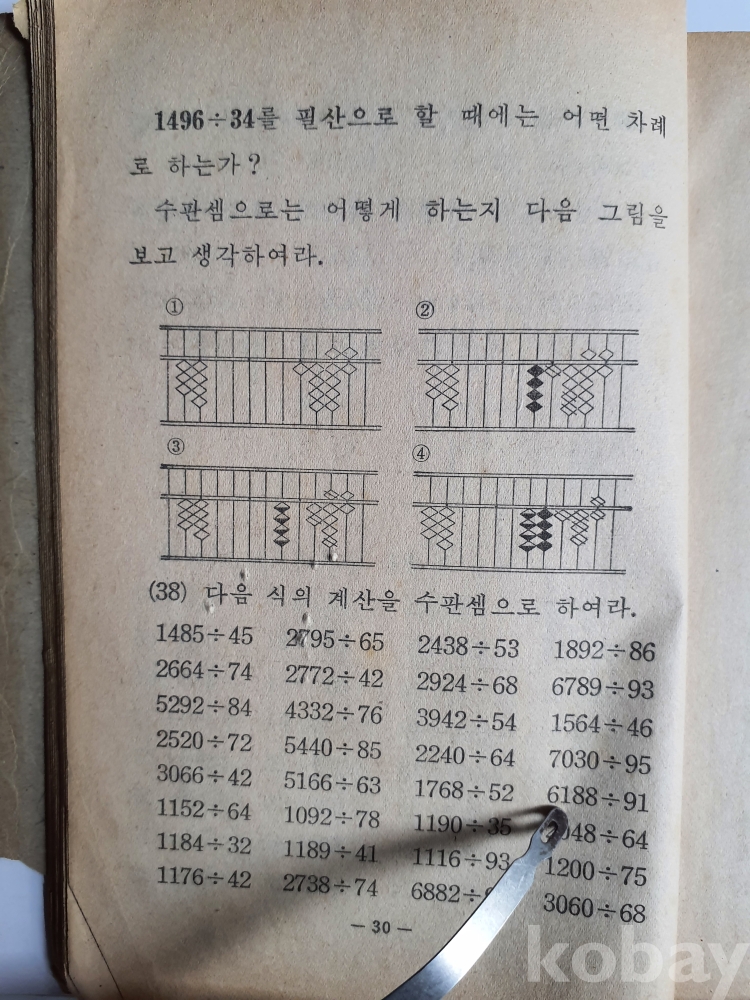 1496÷34를 필산으로 할 때에는 어떤 차례
로 하는가?
수판셈으로는 어떻게 하는지 다음 그림을
보고 생각하여라.
① ②
③ ④
(38) 다음 식의 계산을 수판셈으로 하여라.
1485÷45 2795÷65 2438÷53 1892÷86
2664÷74 2772÷42 2924÷68 6789÷93
5292÷84 4332÷76 3942÷54 1564÷46
2520÷72 5440÷85 2240÷64 7030÷95
3066÷42 5166÷63 1768÷52 6188÷91
1152÷64 1092÷78 1190÷35 2048÷64
1184÷32 1189÷41 1116÷93 1200÷75
1176÷42 2738÷74 6882÷ 3060÷68
— 30 —
kobay